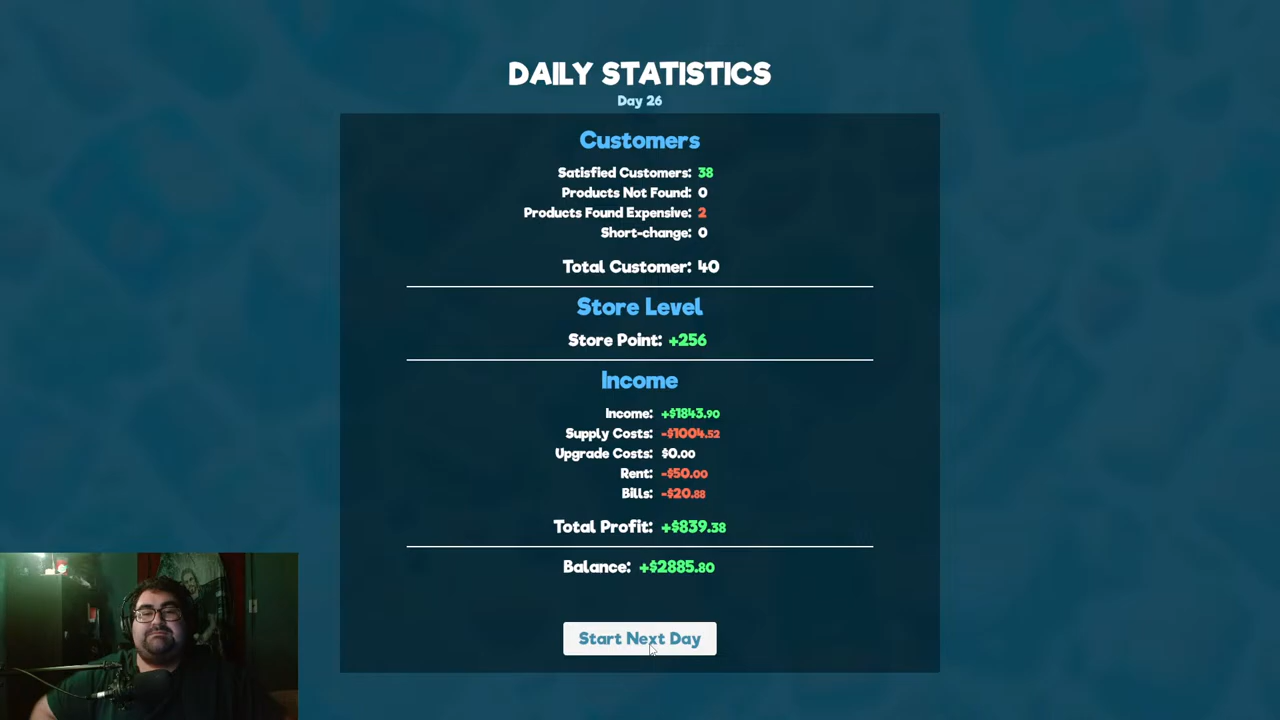 DAILY STATISTICS
Day 26
Customers
Satisfied Customers: 38
Products Not Found: 0
Products Found Expensive: 2
Short-change: 0
Total Customer: 40
Store Level
Store Point: +256
Income
Income: +$1843.90
Supply Costs: -$1004.52
Upgrade Costs: $0.00
Rent: -$50.00
Bills: -$20.88
Total Profit: +$839.38
Balance: +$2885.80
Start Next Day